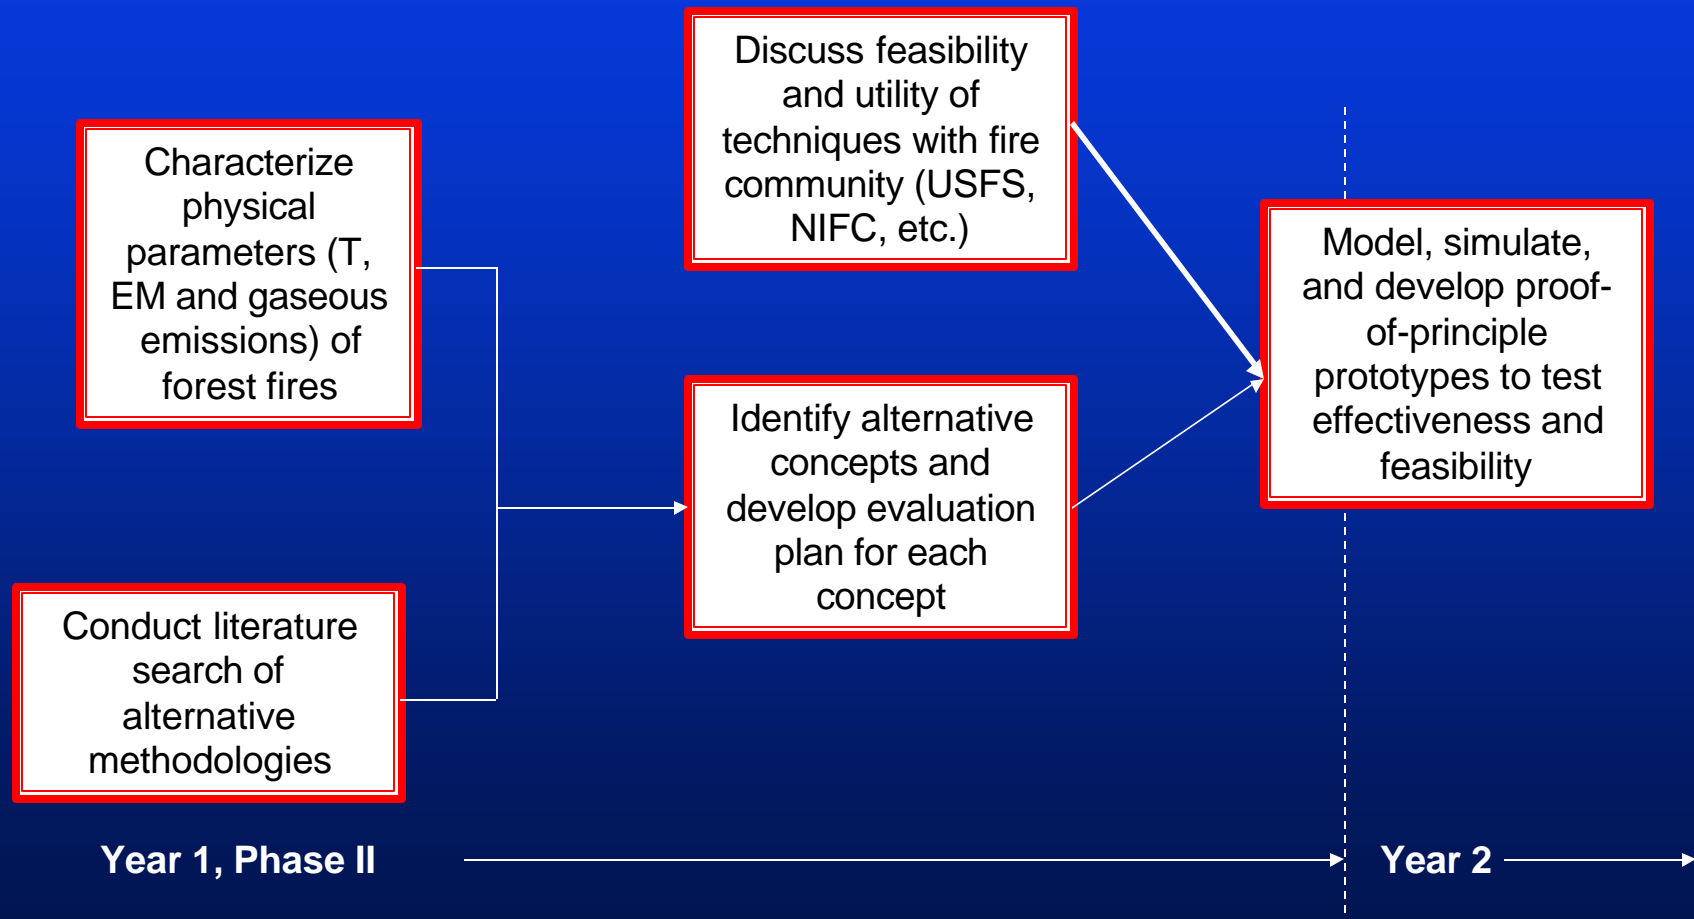 Discuss feasibility
and utility of
techniques with fire
community (USFS,
NIFC, etc.)
Characterize
physical
parameters (T,
EM and gaseous
emissions) of
forest fires
Model, simulate,
and develop proof-
of-principle
prototypes to test
effectiveness and
feasibility
Identify alternative
concepts and
develop evaluation
plan for each
concept
Conduct literature
search of
alternative
methodologies
Year 1, Phase II
Year 2